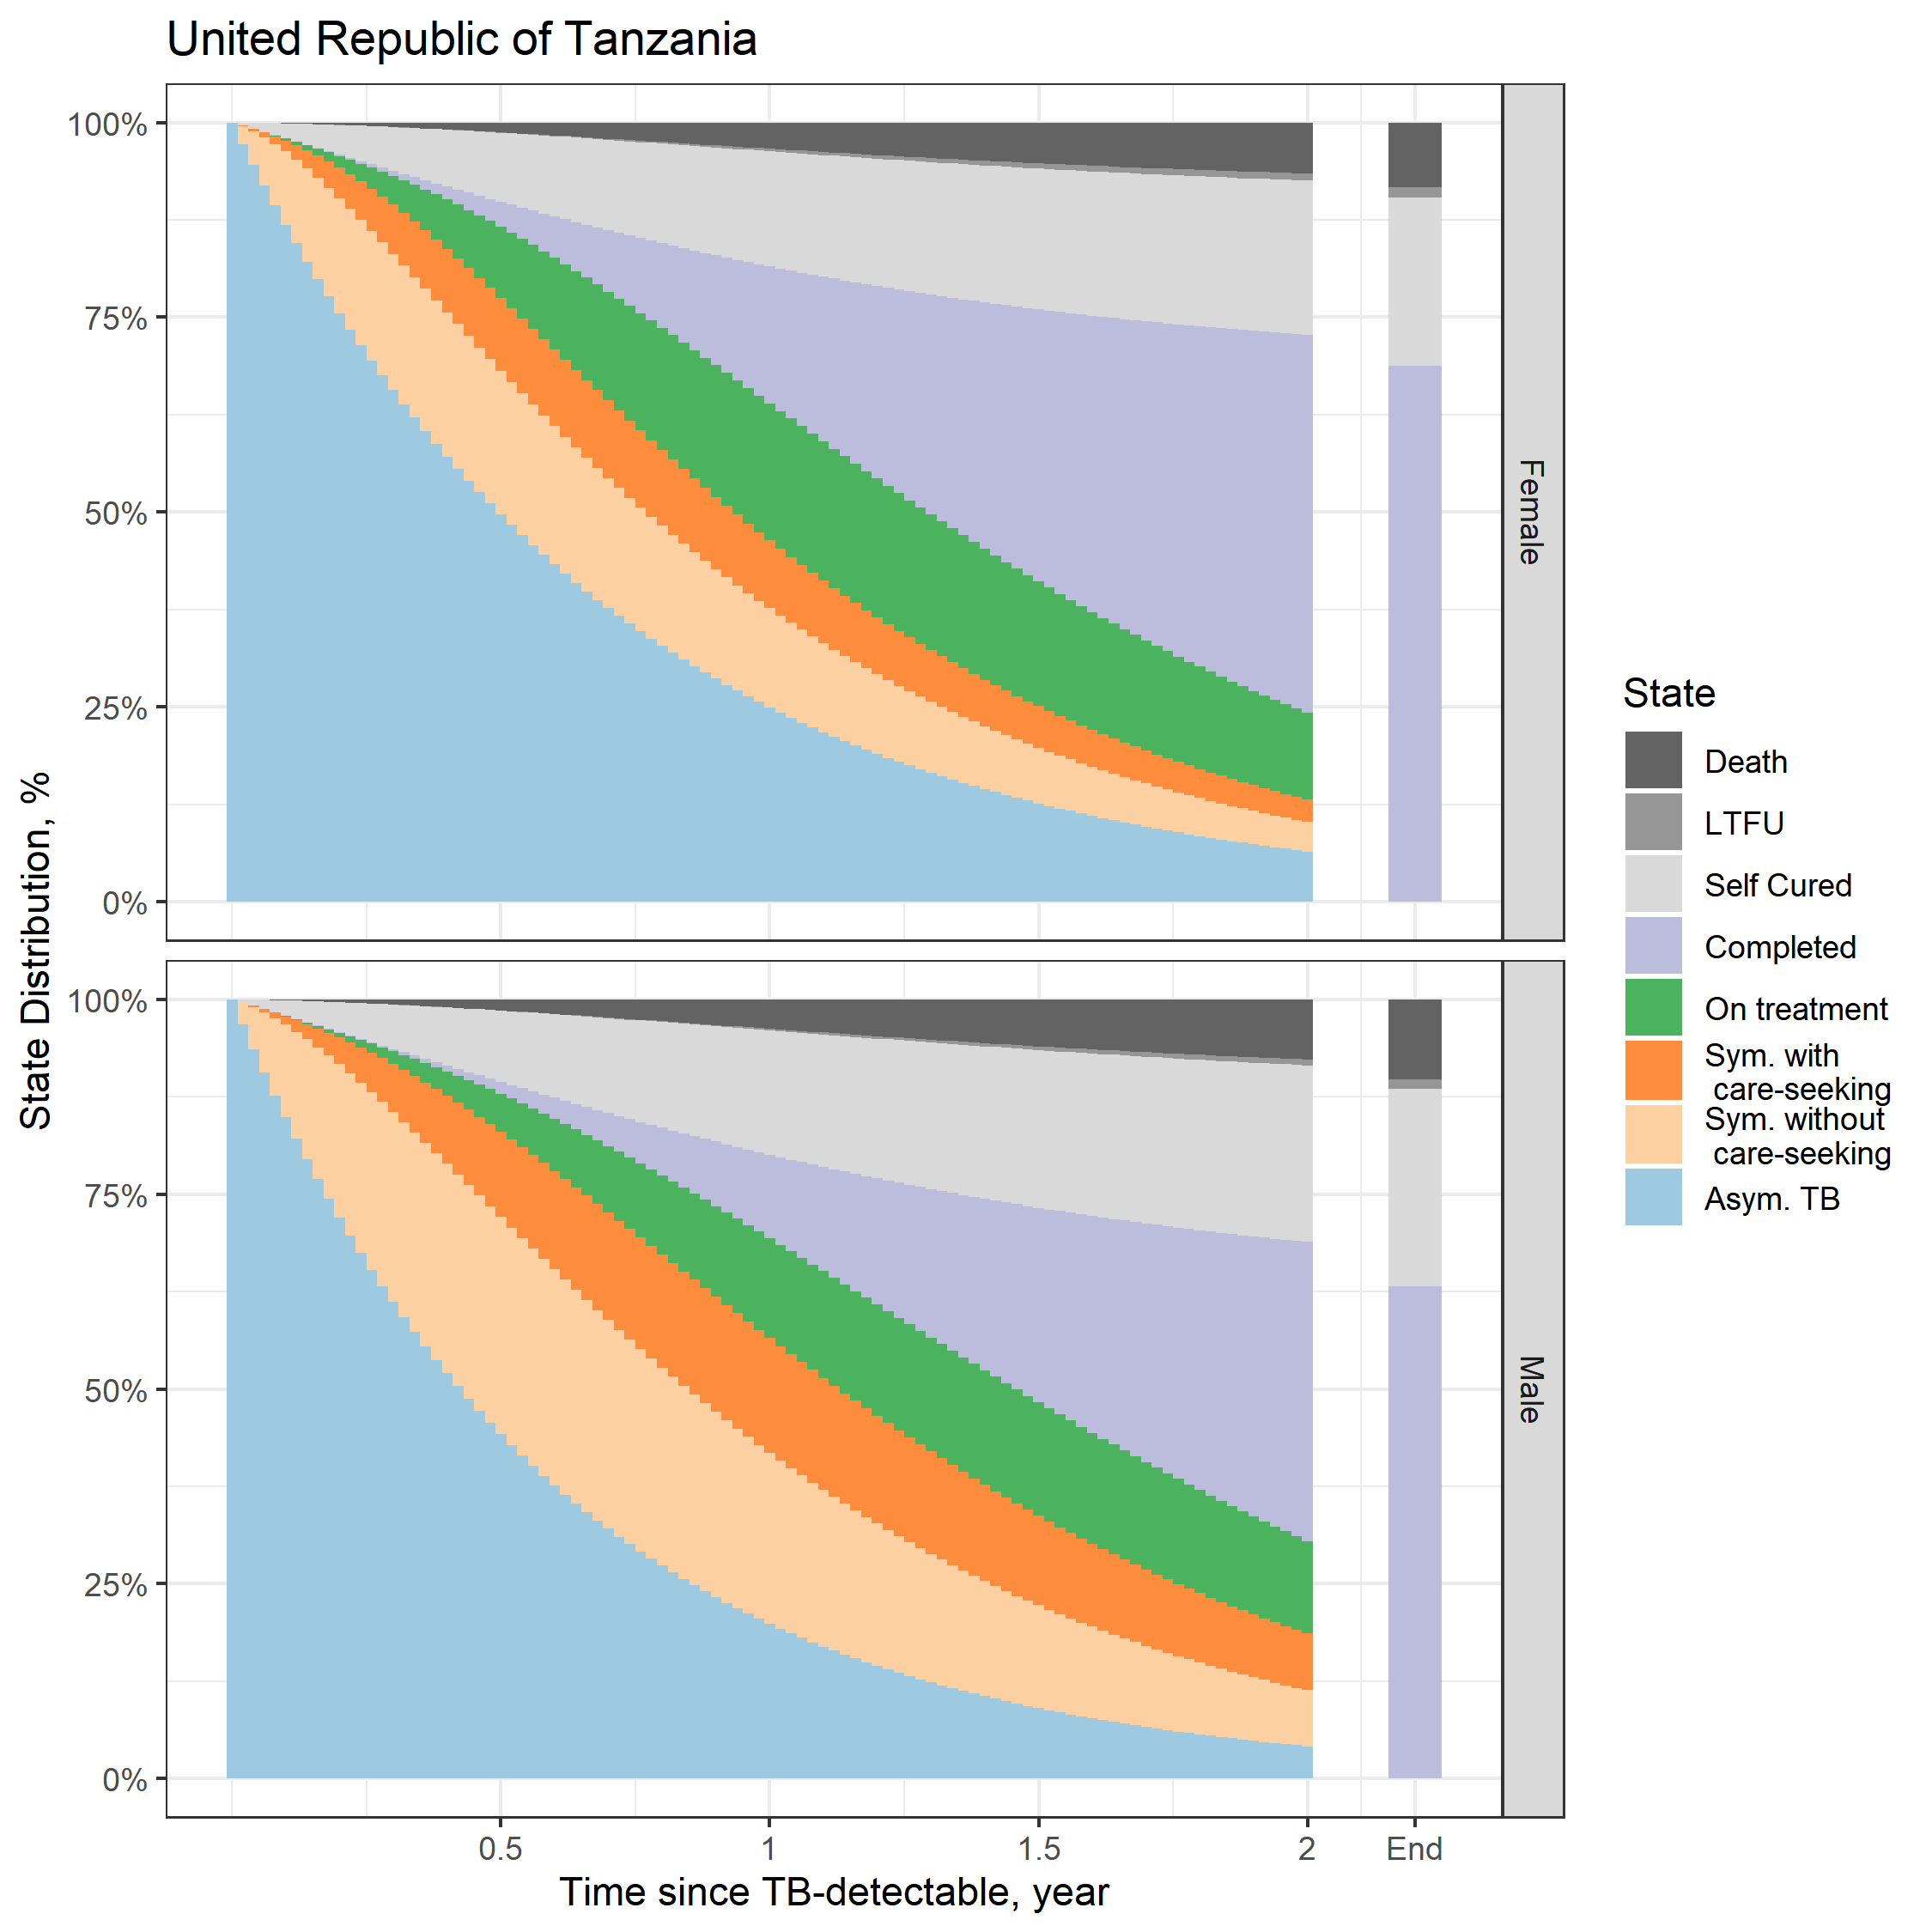 United Republic of Tanzania
State Distribution, %
100%
75%
50%
25%
0%
Female
100%
75%
50%
25%
0%
Male
0.5
1
1.5
2
End
Time since TB-detectable, year
State
Death
LTFU
Self Cured
Completed
On treatment
Sym. with
care-seeking
Sym. without
care-seeking
Asym. TB